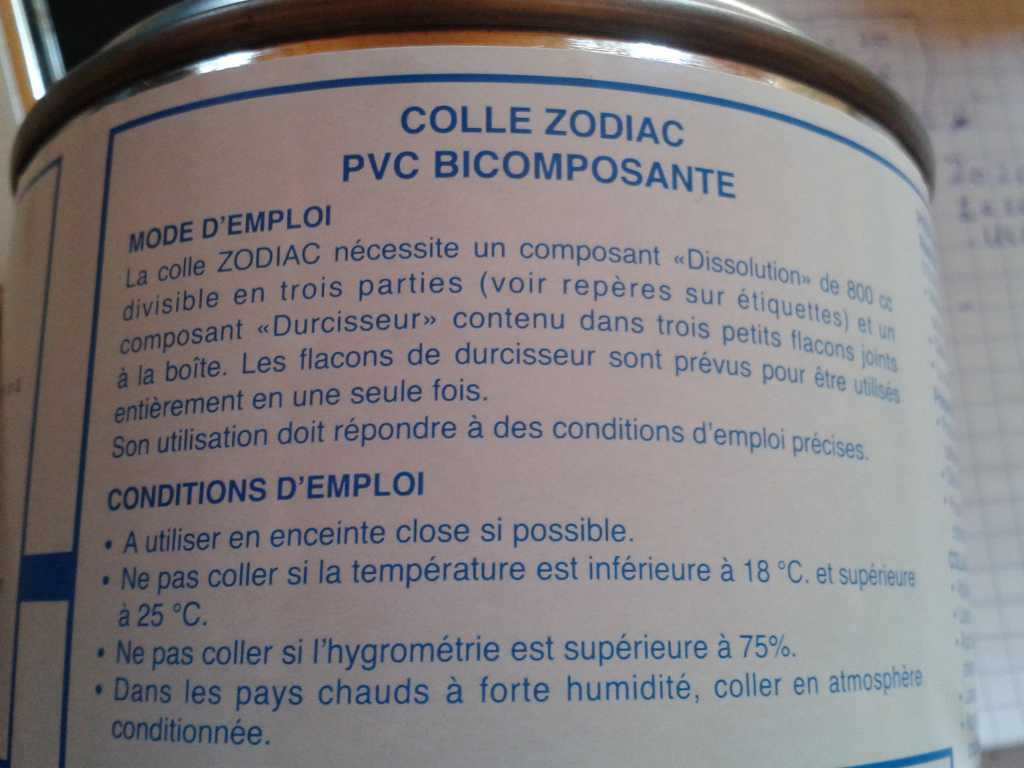 COLLE ZODIAC
PVC BICOMPOSANTE
MODE D'EMPLOI
La colle ZODIAC nécessite un composant «Dissolution» de 800 cc
divisible en trois parties (voir repères sur étiquettes) et un
composant «Durcisseur» contenu dans trois petits flacons joints
à la boîte. Les flacons de durcisseur sont prévus pour être utilisés
entièrement en une seule fois.
Son utilisation doit répondre à des conditions d'emploi précises.
CONDITIONS D'EMPLOI
• A utiliser en enceinte close si possible.
• Ne pas coller si la température est inférieure à 18 °C. et supérieure
à 25 °C.
• Ne pas coller si l'hygrométrie est supérieure à 75%.
• Dans les pays chauds à forte humidité, coller en atmosphère
conditionnée.